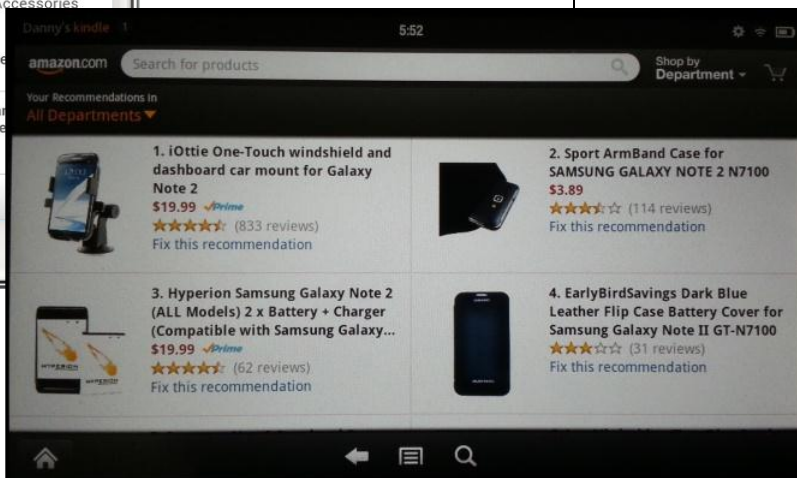 Accessories
Danny's kindle 1
5:52
amazon.com
Search for products
Shop by
Department
Your Recommendations in
All Departments
1. iOttie One-Touch windshield and
dashboard car mount for Galaxy
Note 2
$19.99 Prime
(833 reviews)
Fix this recommendation
2. Sport ArmBand Case for
SAMSUNG GALAXY NOTE 2 N7100
$3.89
(114 reviews)
Fix this recommendation
3. Hyperion Samsung Galaxy Note 2
(ALL Models) 2 x Battery + Charger
(Compatible with Samsung Galaxy...
$19.99 Prime
(62 reviews)
Fix this recommendation
HYPERION
HYPERION
4. EarlyBirdSavings Dark Blue
Leather Flip Case Battery Cover for
Samsung Galaxy Note II GT-N7100
(31 reviews)
Fix this recommendation